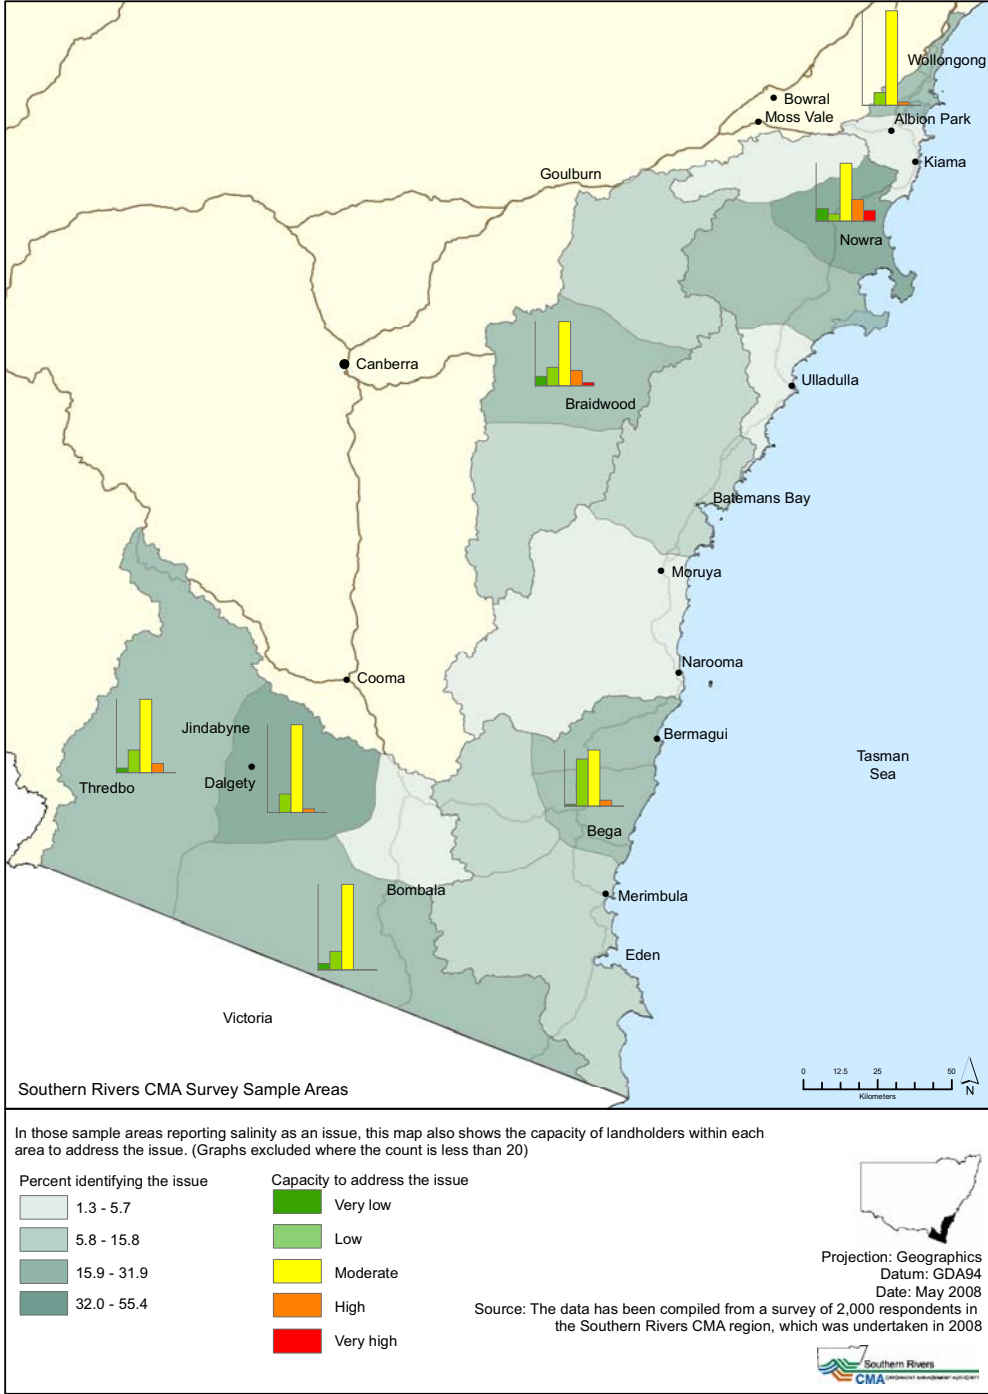 Wollongong
Bowral
Moss Vale
Albion Park
Kiama
Goulburn
Nowra
Canberra
Ulladulla
Braidwood
Batemans Bay
Moruya
Narooma
Cooma
Jindabyne
Bermagui
Tasman
Sea
Thredbo
Dalgety
Bega
Bombala
Merimbula
Eden
Victoria
Southern Rivers CMA Survey Sample Areas
0 12.5 25 50
Kilometers
N
In those sample areas reporting salinity as an issue, this map also shows the capacity of landholders within each
area to address the issue. (Graphs excluded where the count is less than 20)
Percent identifying the issue
1.3 - 5.7
5.8 - 15.8
15.9 - 31.9
32.0 - 55.4
Capacity to address the issue
Very low
Low
Moderate
High
Very high
Projection: Geographics
Datum: GDA94
Date: May 2008
Source: The data has been compiled from a survey of 2,000 respondents in
the Southern Rivers CMA region, which was undertaken in 2008
Southern Rivers
CMA CATCHMENT MANAGEMENT AUTHORITY